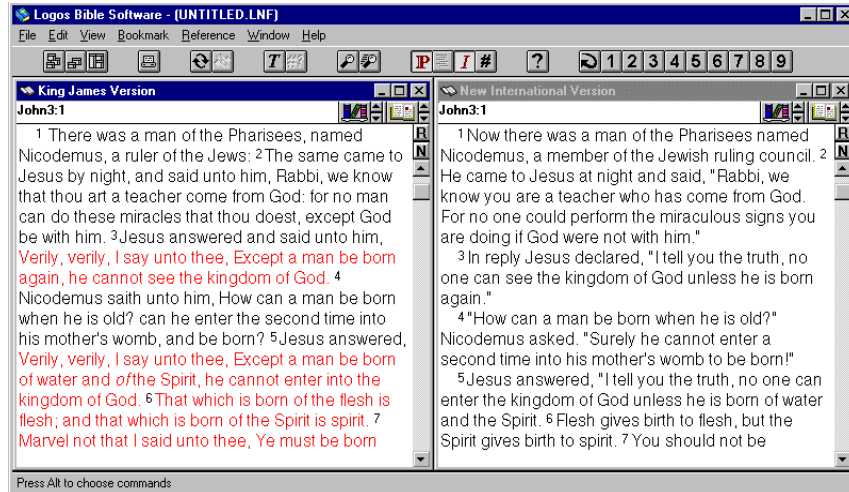 Logos Bible Software - (UNTITLED.LNF)
File Edit View Bookmark Reference Window Help
T P I # ? 1 2 3 4 5 6 7 8 9
King James Version
John3:1
R
N
1 There was a man of the Pharisees, named
Nicodemus, a ruler of the Jews: 2 The same came to
Jesus by night, and said unto him, Rabbi, we know
that thou art a teacher come from God: for no man
can do these miracles that thou doest, except God
be with him. 3 Jesus answered and said unto him,
Verily, verily, I say unto thee, Except a man be born
again, he cannot see the kingdom of God. 4
Nicodemus saith unto him, How can a man be born
when he is old? can he enter the second time into
his mother's womb, and be born? 5 Jesus answered,
Verily, verily, I say unto thee, Except a man be born
of water and of the Spirit, he cannot enter into the
kingdom of God. 6 That which is born of the flesh is
flesh; and that which is born of the Spirit is spirit. 7
Marvel not that I said unto thee, Ye must be born
New International Version
John3:1
R
N
1 Now there was a man of the Pharisees named
Nicodemus, a member of the Jewish ruling council. 2
He came to Jesus at night and said, "Rabbi, we
know you are a teacher who has come from God.
For no one could perform the miraculous signs you
are doing if God were not with him."
3 In reply Jesus declared, "I tell you the truth, no
one can see the kingdom of God unless he is born
again."
4 "How can a man be born when he is old?"
Nicodemus asked. "Surely he cannot enter a
second time into his mother's womb to be born!"
5 Jesus answered, "I tell you the truth, no one can
enter the kingdom of God unless he is born of water
and the Spirit. 6 Flesh gives birth to flesh, but the
Spirit gives birth to spirit. 7 You should not be
Press Alt to choose commands